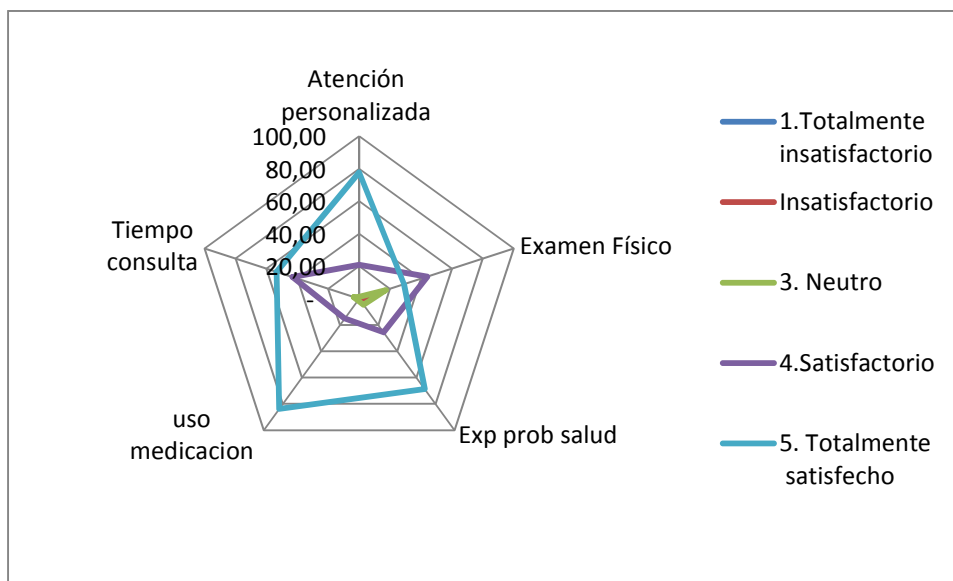 Atención
personalizada
100,00
80,00
60,00
40,00
20,00
-
Examen Físico
Exp prob salud
uso
medicacion
Tiempo
consulta
1.Totalmente
insatisfactorio
Insatisfactorio
3. Neutro
4.Satisfactorio
5. Totalmente
satisfecho